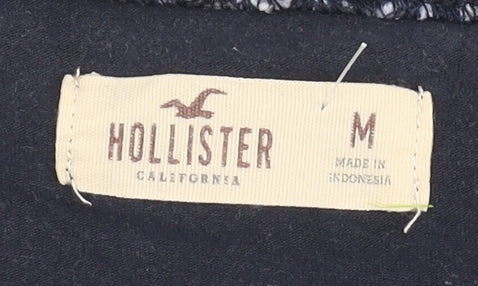 HOLLISTER
CALIFORNIA
M
MADE IN
INDONESIA